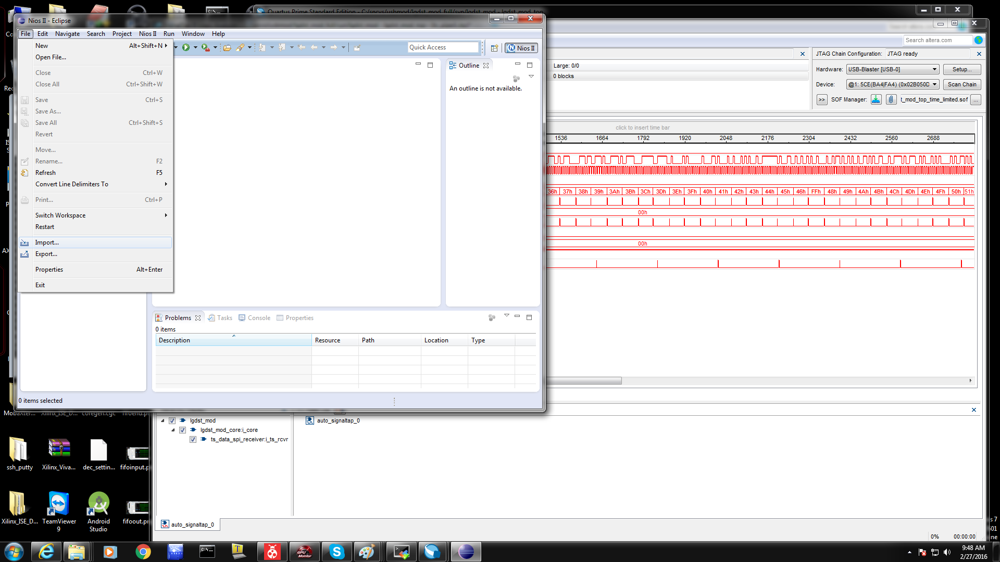 Quartus Prime Standard Edition - C:/spcvs/usbmod/lgdst_mod_full/syn/lgdst_mod - lgdst_mod_top
Nios II - Eclipse
File Edit Navigate Search Project Nios II Run Window Help
New Alt+Shift+N
Open File...
Close Ctrl+W
Close All Ctrl+Shift+W
Save Ctrl+S
Save As...
Save All Ctrl+Shift+S
Revert
Move...
Rename... F2
Refresh F5
Convert Line Delimiters To
Print... Ctrl+P
Switch Workspace
Restart
Import...
Export...
Properties Alt+Enter
Exit
Quick Access
Nios II
Outline
An outline is not available.
Problems Tasks Console Properties
0 items
Description Resource Path Location Type
0 items selected
Search altera.com
Large: 0/0
0 blocks
JTAG Chain Configuration: JTAG ready
Hardware: USB-Blaster [USB-0] Setup...
Device: @1: 5CE(BA4|FA4) (0x02B050D Scan Chain
>> SOF Manager: t_mod_top_time_limited.sof ...
click to insert time bar
1536 1664 1792 1920 2048 2176 2304 2432 2560 2688
36h 37h 38h 39h 3Ah 3Bh 3Ch 3Dh 3Eh 3Fh 40h 41h 42h 43h 44h 45h 46h FFh 48h 49h 4Ah 4Bh 4Ch 4Dh 4Eh 4Fh 50h 51h
00h
00h
lgdst_mod
lgdst_mod_core:i_core
ts_data_spi_receiver:i_ts_rcvr
auto_signaltap_0
auto_signaltap_0
0% 00:00:00
MobaXter... Xilinx_ISE_D... coregen.cgc fifoend.pr
ssh_putty
Xilinx_Viva...
dec_settin...
fifoinput.p
Xilinx_ISE_D...
TeamViewer 9
Android Studio
fifoout.pr
9:48 AM
2/27/2016